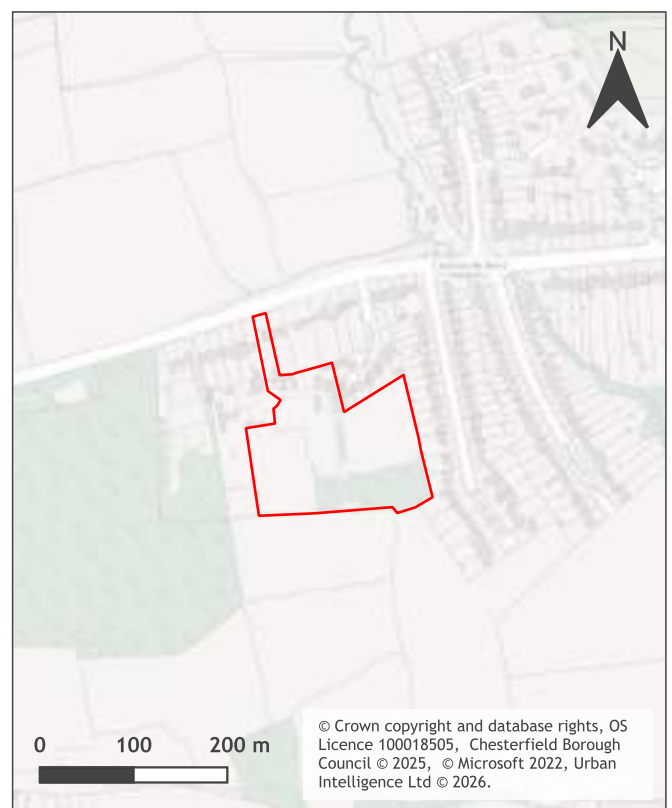 N
0 100 200 m
© Crown copyright and database rights, OS
Licence 100018505, Chesterfield Borough
Council © 2025, © Microsoft 2022, Urban
Intelligence Ltd © 2026.